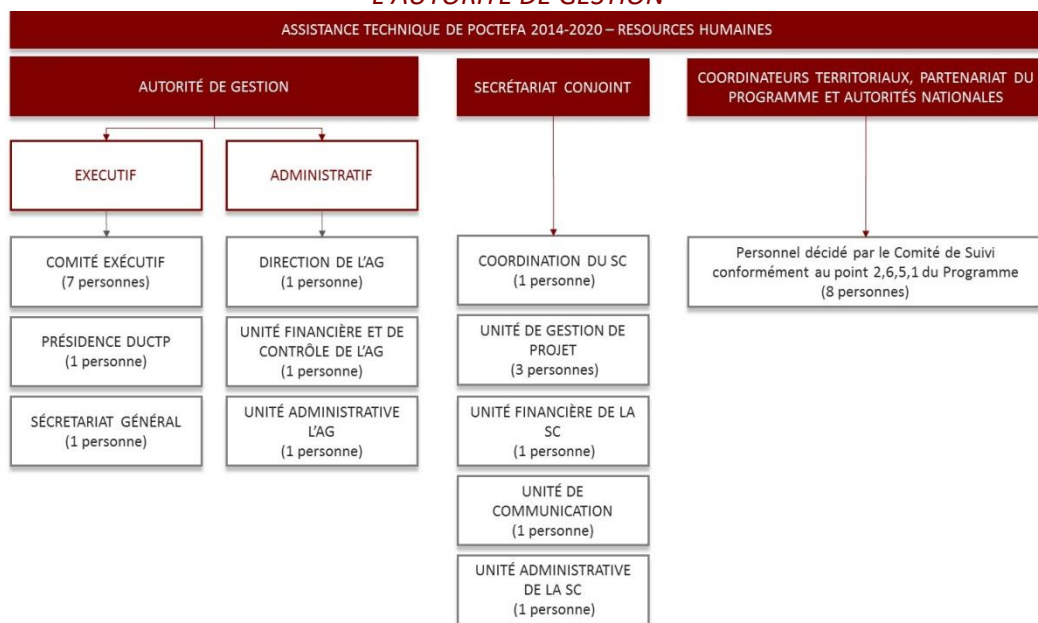 L'AUTORITÉ DE GESTION
ASSISTANCE TECHNIQUE DE POCTEFA 2014-2020 – RESOURCES HUMAINES
AUTORITÉ DE GESTION
SECRÉTARIAT CONJOINT
COORDINATEURS TERRITORIAUX, PARTENARIAT DU
PROGRAMME ET AUTORITÉS NATIONALES
EXECUTIF
ADMINISTRATIF
COMITÉ EXÉCUTIF
(7 personnes)
PRÉSIDENCE DUCTP
(1 personne)
SÉCRETARIAT GÉNÉRAL
(1 personne)
DIRECTION DE L'AG
(1 personne)
UNITÉ FINANCIÈRE ET DE
CONTRÔLE DE L'AG
(1 personne)
UNITÉ ADMINISTRATIVE
L'AG
(1 personne)
COORDINATION DU SC
(1 personne)
UNITÉ DE GESTION DE
PROJET
(3 personnes)
UNITÉ FINANCIÈRE DE LA
SC
(1 personne)
UNITÉ DE
COMMUNICATION
(1 personne)
UNITÉ ADMINISTRATIVE
DE LA SC
(1 personne)
Personnel décidé par le Comité de Suivi
conformément au point 2,6,5,1 du Programme
(8 personnes)